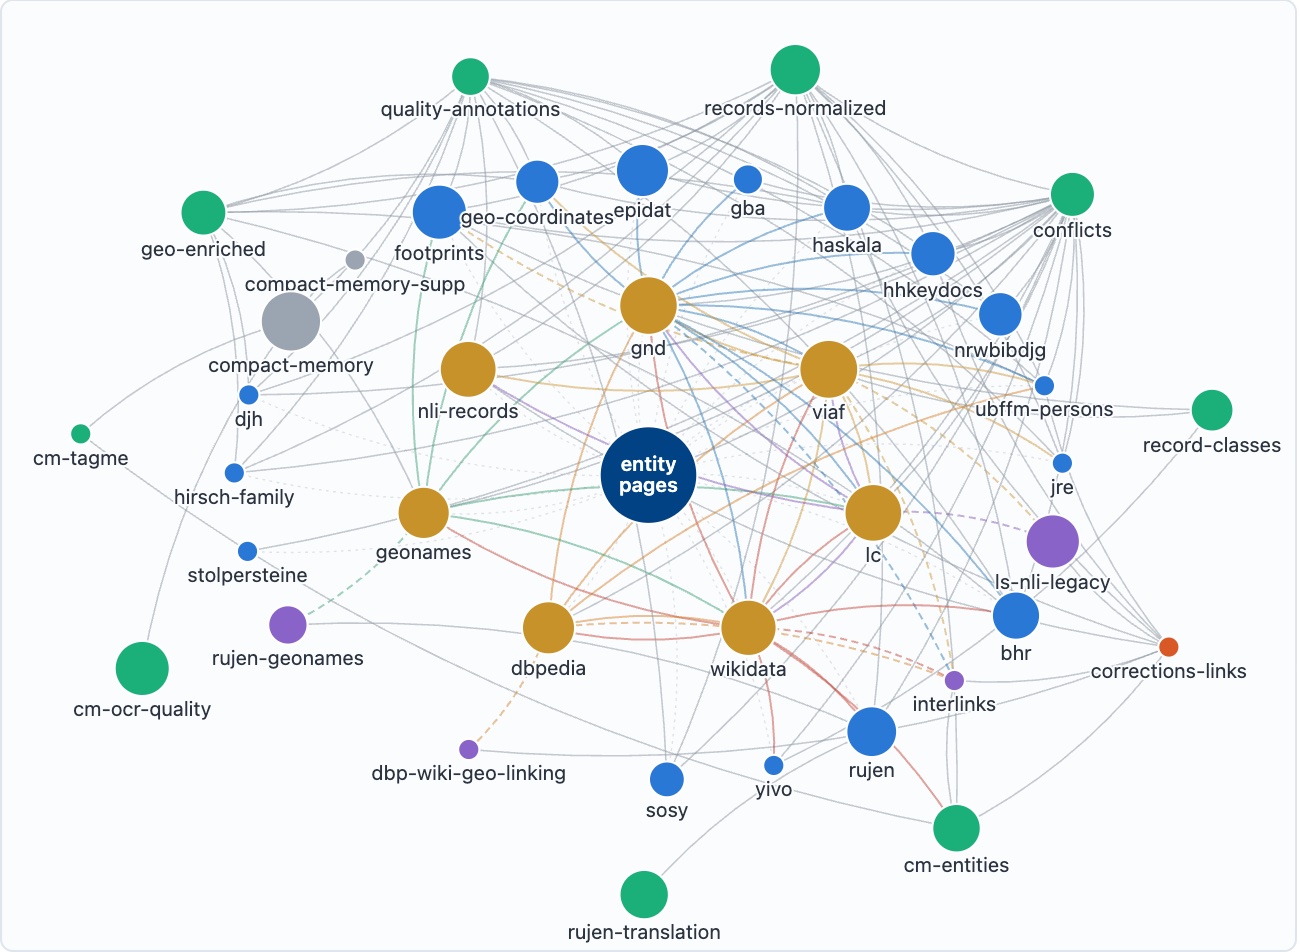 quality-annotations
records-normalized
geo-coordinates
epidat
gba
haskala
conflicts
geo-enriched
footprints
compact-memory-supp
hhkeydocs
compact-memory
gnd
nrwbibdjg
nli-records
viaf
ubffm-persons
djh
record-classes
cm-tagme
entity
pages
hirsch-family
jre
geonames
lc
stolpersteine
ls-nli-legacy
rujen-geonames
dbpedia
wikidata
bhr
corrections-links
cm-ocr-quality
interlinks
dbp-wiki-geo-linking
sosy
yivo
rujen
cm-entities
rujen-translation